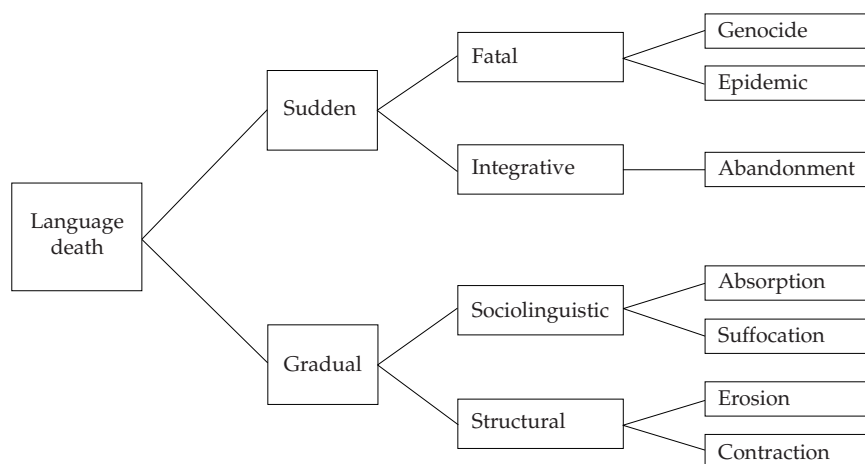 Language
death
Sudden
Gradual
Fatal
Integrative
Sociolinguistic
Structural
Genocide
Epidemic
Abandonment
Absorption
Suffocation
Erosion
Contraction